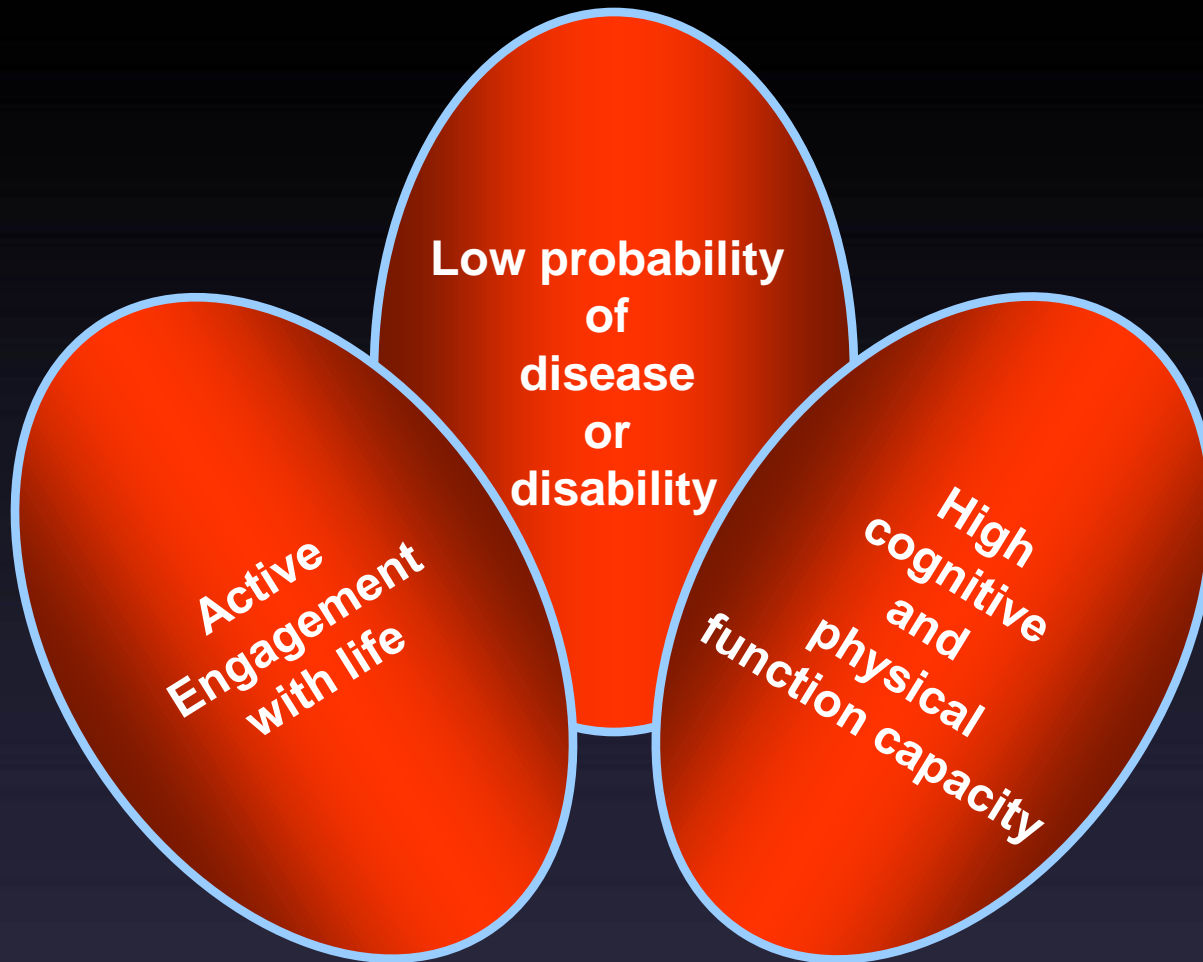 Low probability
of
disease
or
disability
Active
Engagement
with life
High
cognitive
and
physical
function capacity